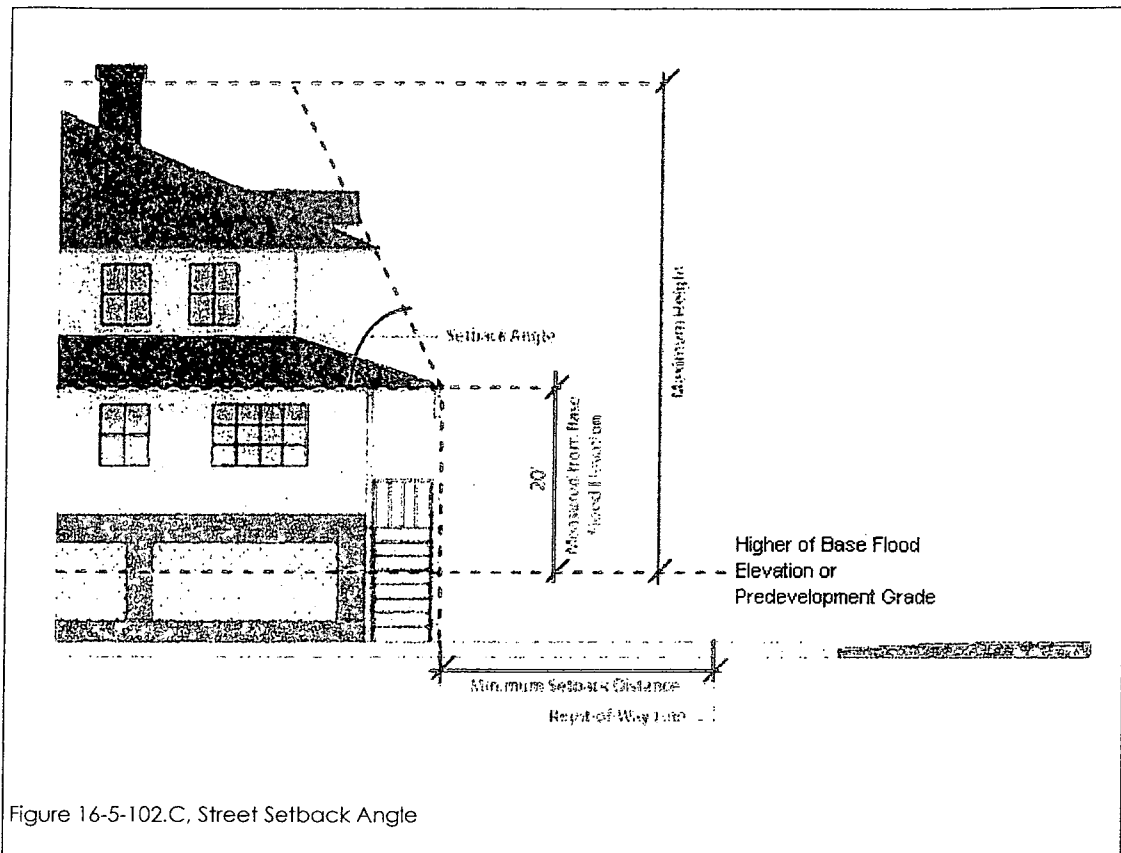 Setback Angle
Maximum Height
20'
Measured from Base
Flood Elevation
Higher of Base Flood
Elevation or
Predevelopment Grade
Minimum Setback Distance
Right-of-Way Line
Figure 16-5-102.C, Street Setback Angle